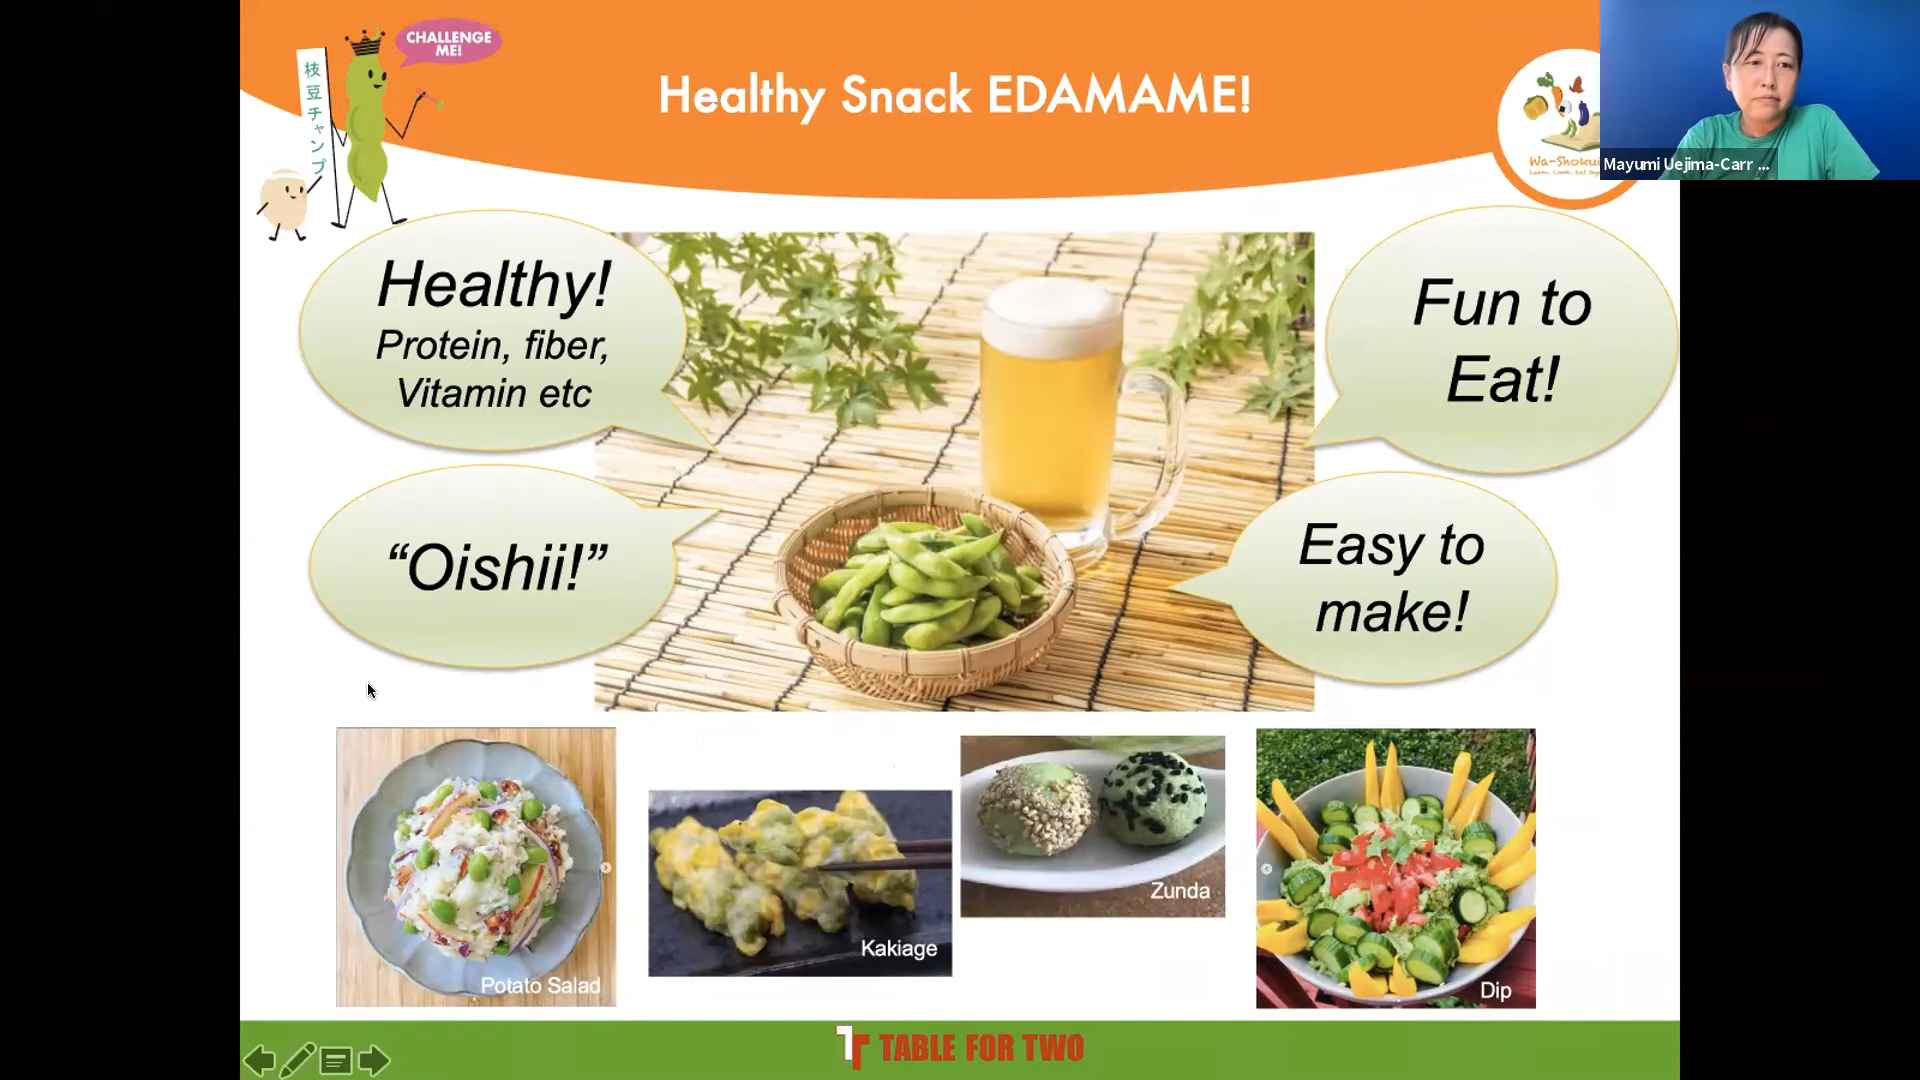 CHALLENGE
ME!
枝豆チャンプ
Healthy Snack EDAMAME!
Mayumi Uejima-Carr ...
Healthy!
Protein, fiber,
Vitamin etc
Fun to
Eat!
“Oishii!”
Easy to
make!
Potato Salad
Kakiage
Zunda
Dip
TABLE FOR TWO